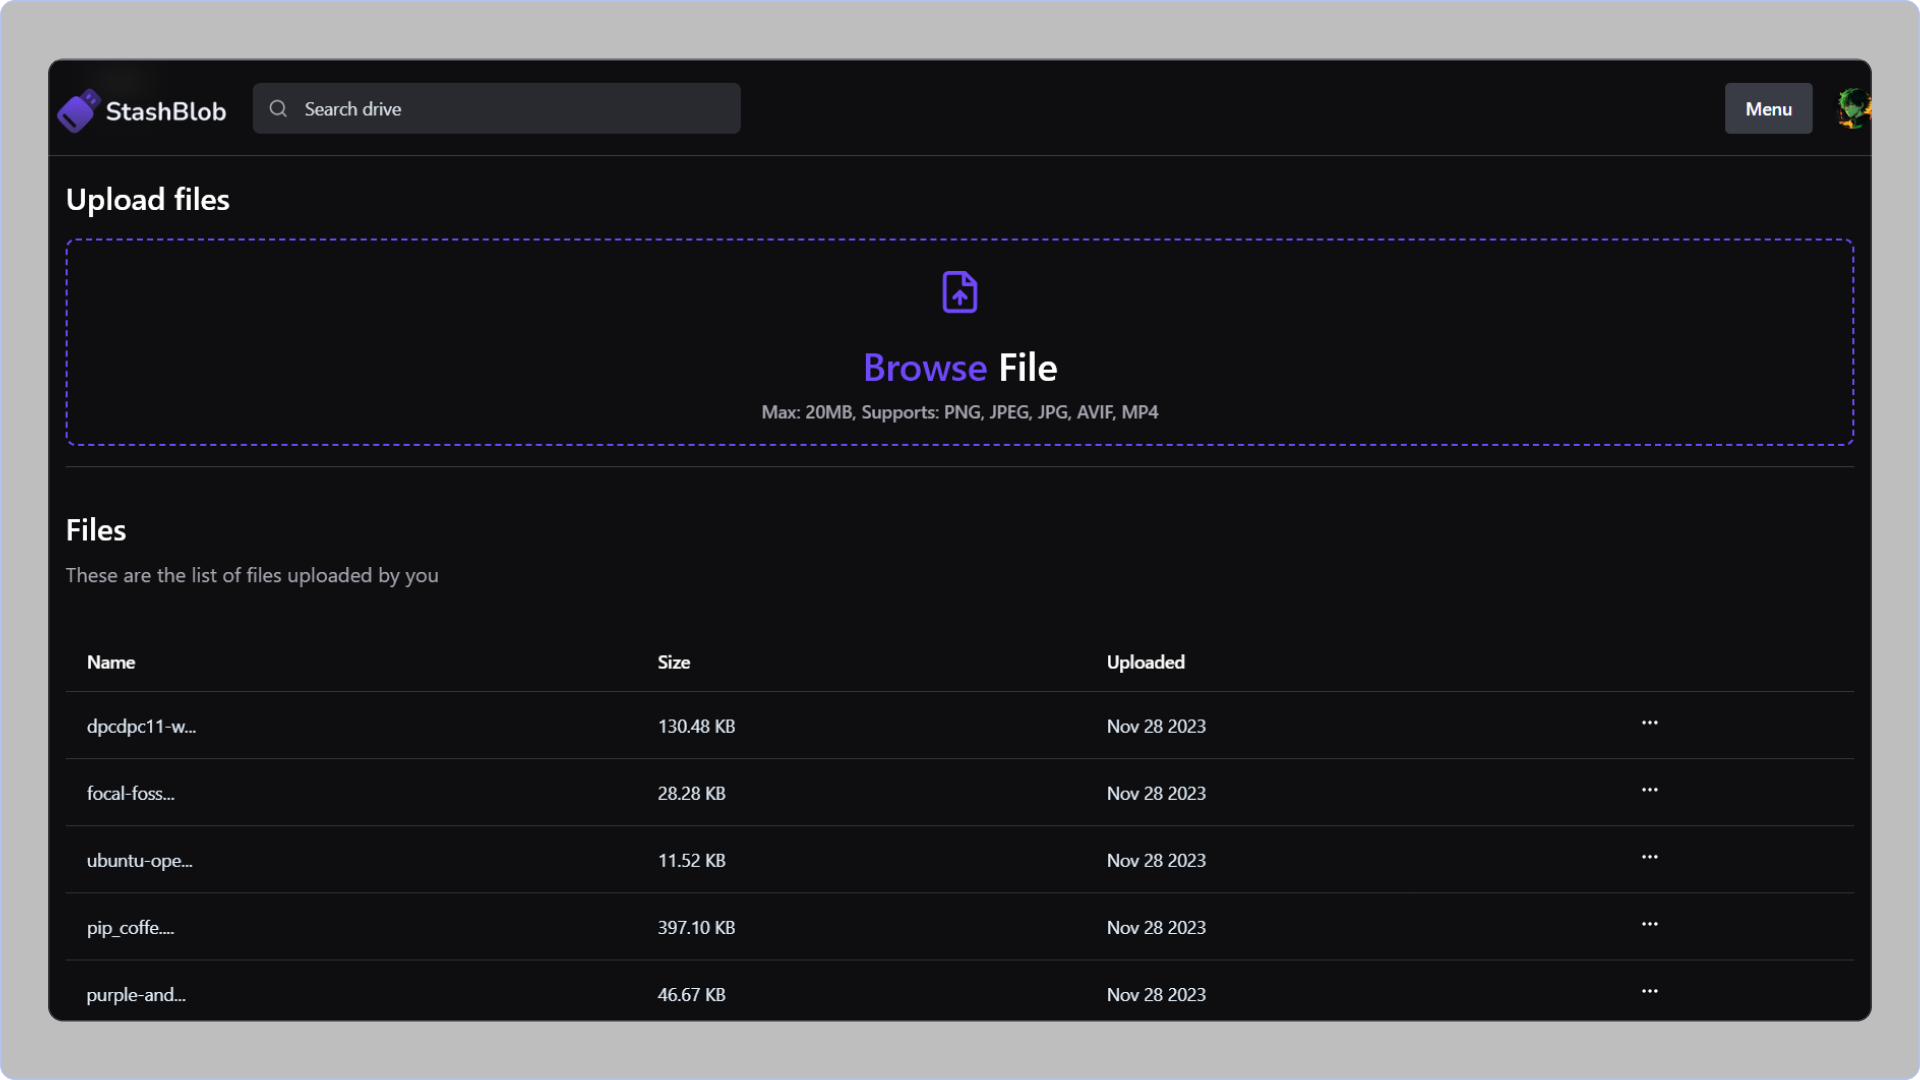 StashBlob
Search drive
Menu
Upload files
Browse File
Max: 20MB, Supports: PNG, JPEG, JPG, AVIF, MP4
Files
These are the list of files uploaded by you
Name Size Uploaded
dpcdpc11-w... 130.48 KB Nov 28 2023 ...
focal-foss... 28.28 KB Nov 28 2023 ...
ubuntu-ope... 11.52 KB Nov 28 2023 ...
pip_coffe.... 397.10 KB Nov 28 2023 ...
purple-and... 46.67 KB Nov 28 2023 ...